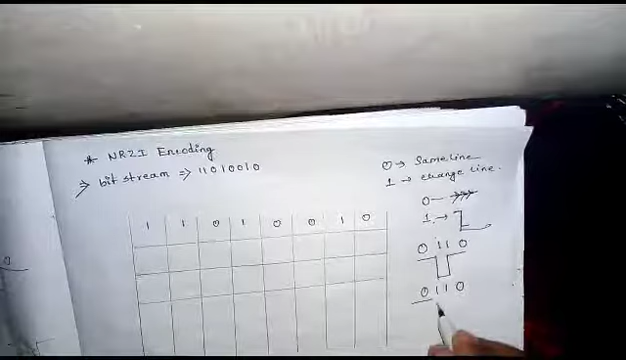 * NRZI Encoding
⇒ bit stream ⇒ 11010010
1 1 0 1 0 0 1 0
0 → Same line
1 → change line.
0 →
1 →
0 1 1 0
0 1 1 0